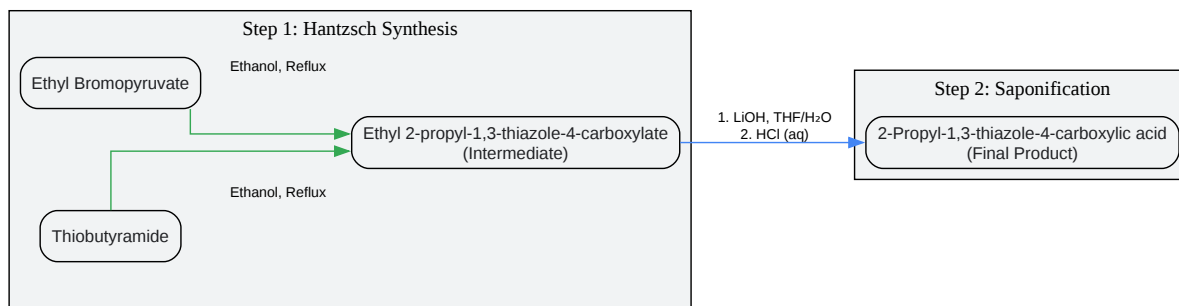 Step 1: Hantzsch Synthesis
Ethanol, Reflux
Ethyl Bromopyruvate
Ethyl 2-propyl-1,3-thiazole-4-carboxylate
(Intermediate)
Ethanol, Reflux
Thiobutyramide
1. LiOH, THF/H₂O
2. HCl (aq)
Step 2: Saponification
2-Propyl-1,3-thiazole-4-carboxylic acid
(Final Product)